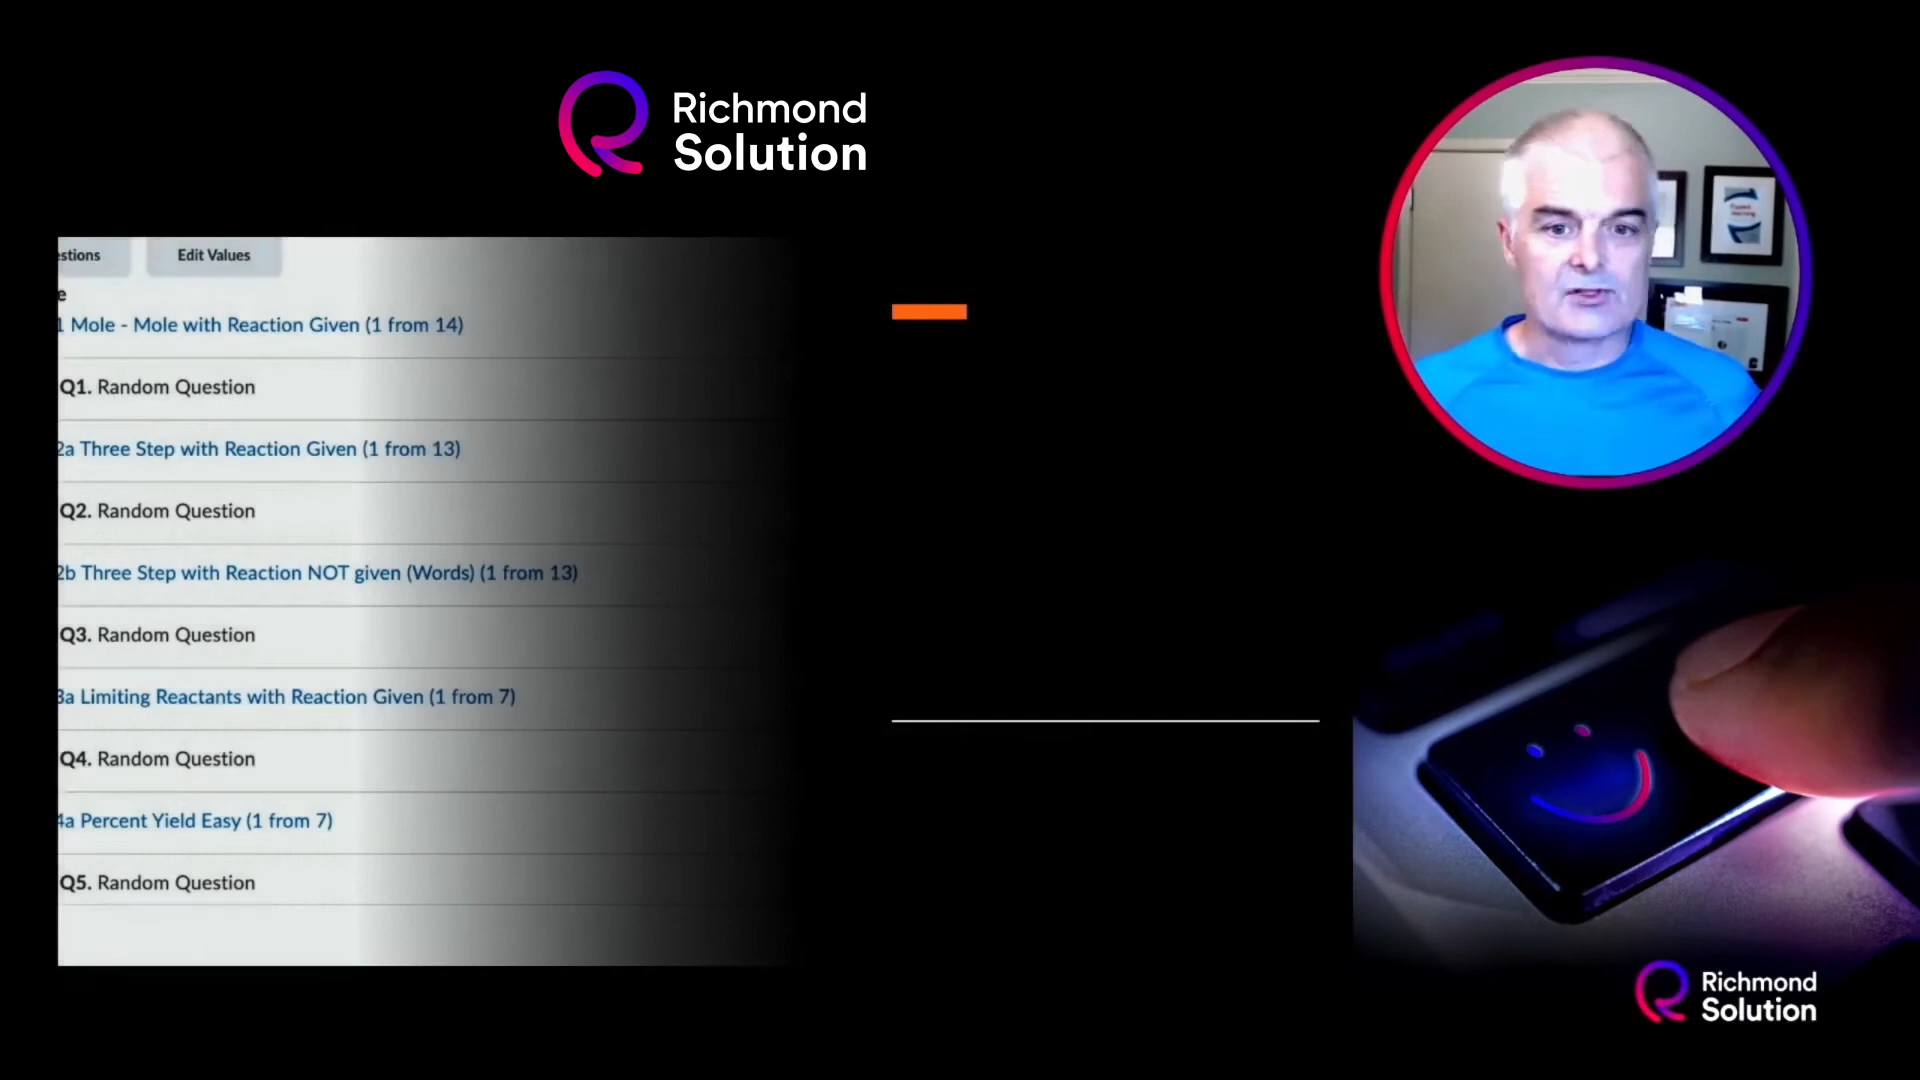 Richmond
Solution
estions
Edit Values
e
1 Mole - Mole with Reaction Given (1 from 14)
Q1. Random Question
2a Three Step with Reaction Given (1 from 13)
Q2. Random Question
2b Three Step with Reaction NOT given (Words) (1 from 13)
Q3. Random Question
3a Limiting Reactants with Reaction Given (1 from 7)
Q4. Random Question
4a Percent Yield Easy (1 from 7)
Q5. Random Question
Richmond
Solution